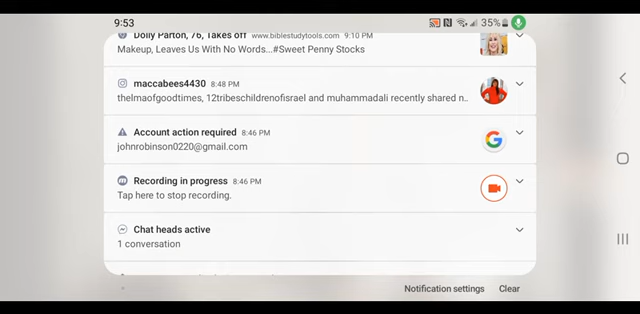 9:53
35%
Dolly Parton, 76, Takes off www.biblestudytools.com 9:10 PM
Makeup, Leaves Us With No Words...#Sweet Penny Stocks
maccabees4430 8:48 PM
thelmaofgoodtimes, 12tribeschildrenofisrael and muhammadali recently shared n..
Account action required 8:46 PM
johnrobinson0220@gmail.com
Recording in progress 8:46 PM
Tap here to stop recording.
Chat heads active
1 conversation
Notification settings Clear